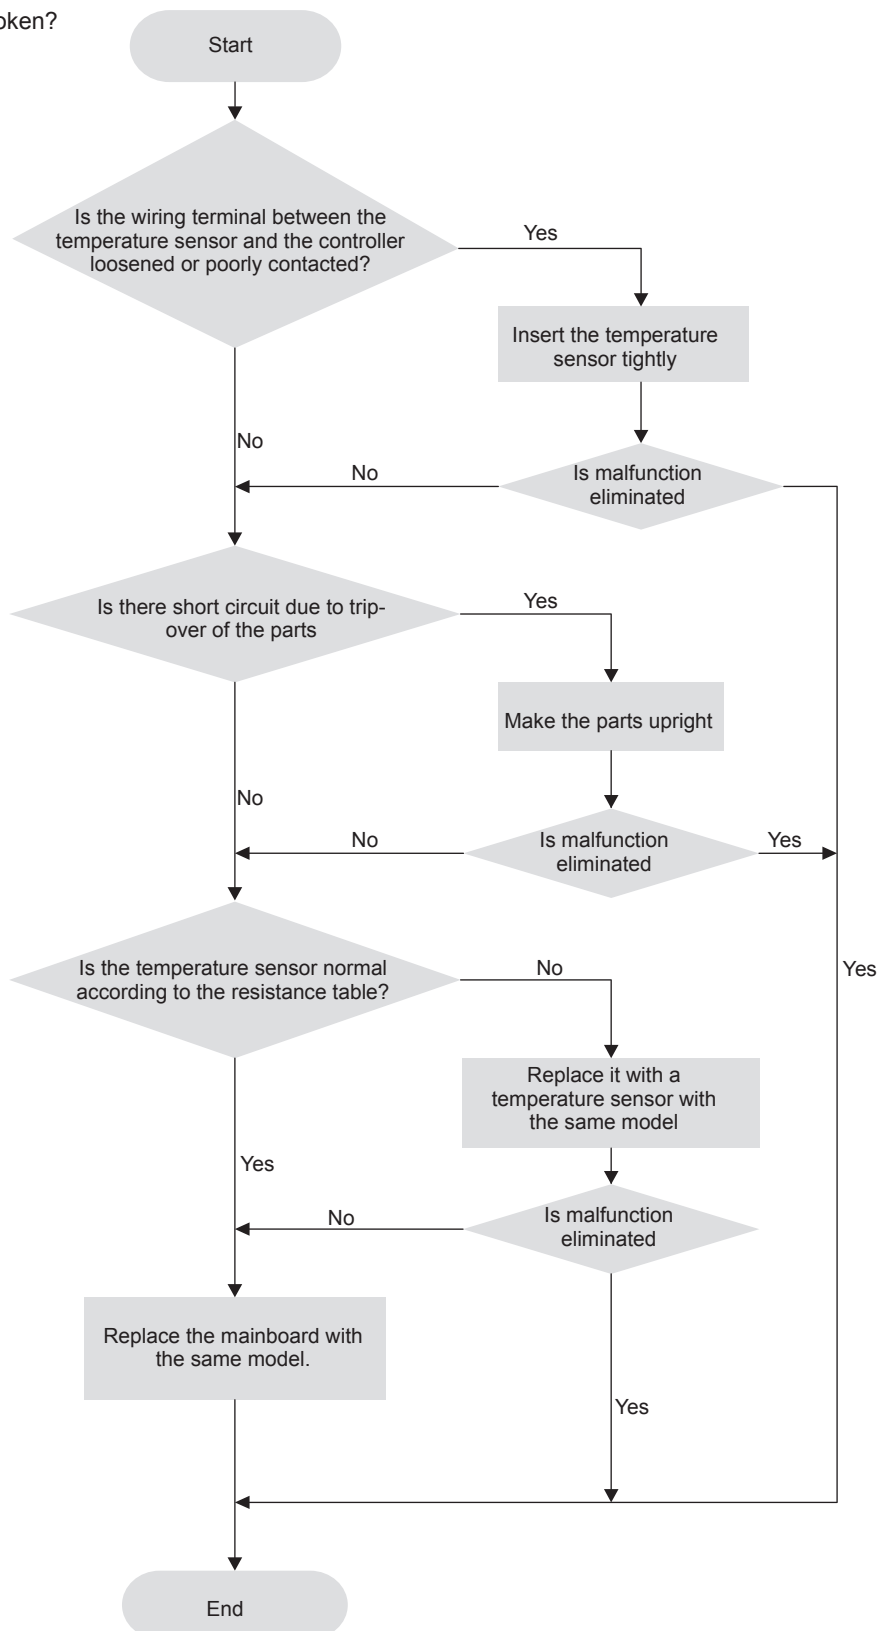 oken?
Start
Is the wiring terminal between the
temperature sensor and the controller
loosened or poorly contacted?
Yes
Insert the temperature
sensor tightly
No
No
Is malfunction
eliminated
Is there short circuit due to trip-
over of the parts
Yes
Make the parts upright
No
No
Is malfunction
eliminated
Yes
Is the temperature sensor normal
according to the resistance table?
No
Yes
Replace it with a
temperature sensor with
the same model
Yes
No
Is malfunction
eliminated
Replace the mainboard with
the same model.
Yes
End